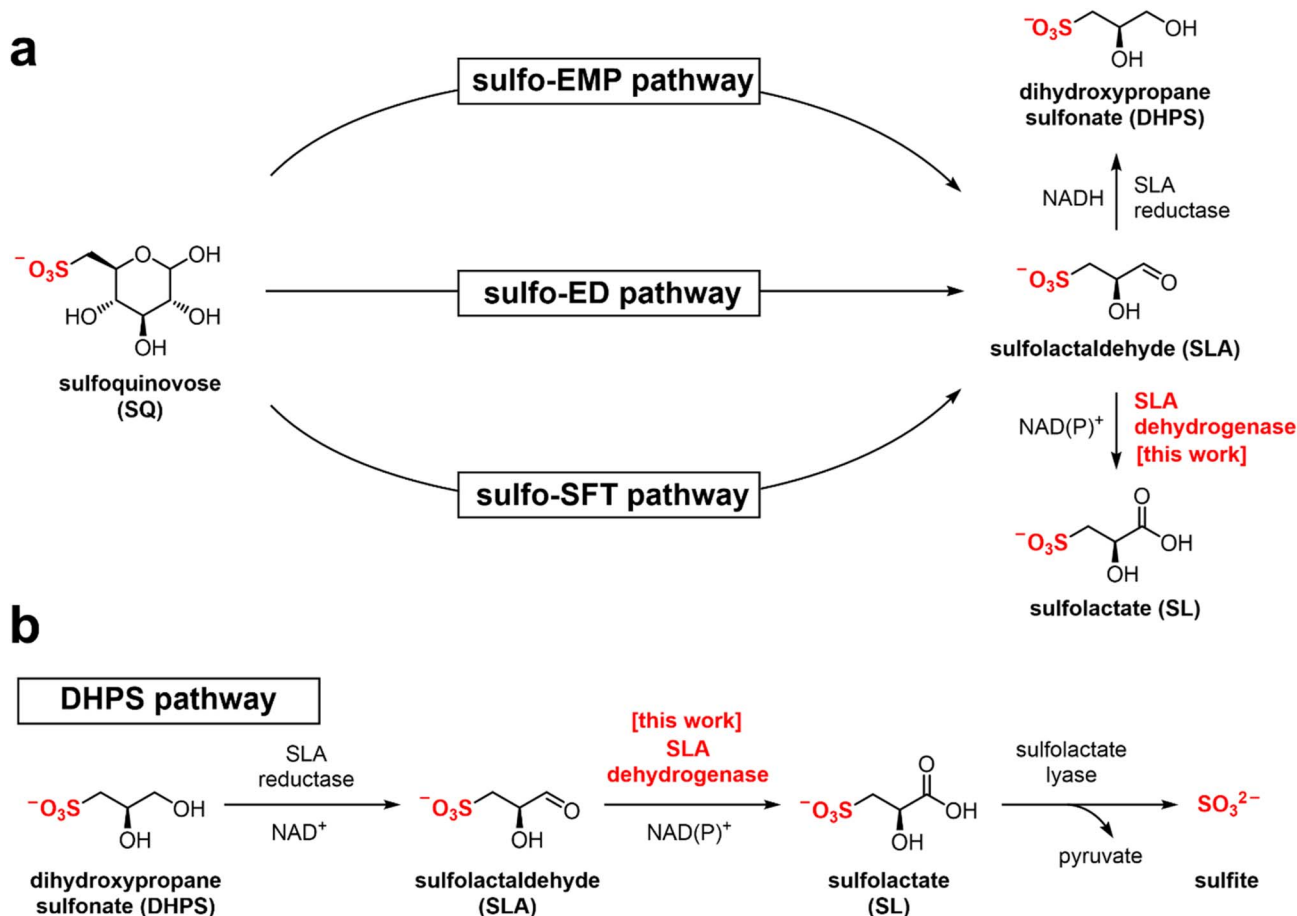 a
sulfo-EMP pathway
sulfo-ED pathway
sulfo-SFT pathway
⁻O₃S
O
OH
HO
OH
OH
sulfoquinovose
(SQ)
⁻O₃S
OH
OH
dihydroxypropane
sulfonate (DHPS)
NADH
SLA
reductase
⁻O₃S
O
OH
sulfolactaldehyde (SLA)
NAD(P)⁺
SLA
dehydrogenase
[this work]
O
⁻O₃S
OH
OH
sulfolactate (SL)
b
DHPS pathway
⁻O₃S
OH
OH
dihydroxypropane
sulfonate (DHPS)
SLA
reductase
NAD⁺
⁻O₃S
O
OH
sulfolactaldehyde
(SLA)
[this work]
SLA
dehydrogenase
NAD(P)⁺
O
⁻O₃S
OH
OH
sulfolactate
(SL)
sulfolactate
lyase
pyruvate
SO₃²⁻
sulfite